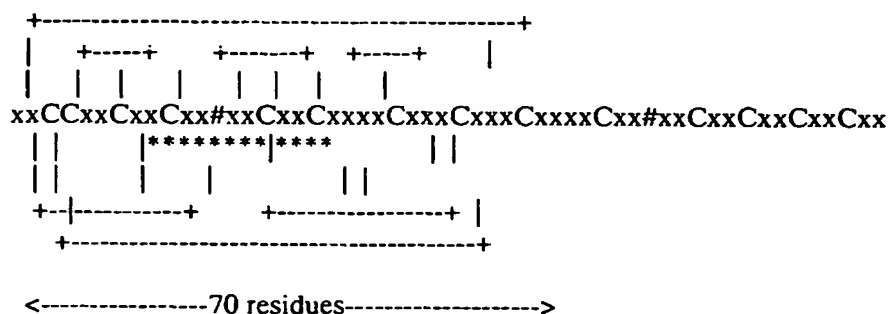 +---------------------------------------------+
| +------+ +--------+ +------+ |
| | | | | | | |
xxCCxxCxxCxx#xxCxxCxxxxCxxxCxxxCxxxxCxx#xxCxxCxxCxxCxx
| | |********|**** | |
| | | | | |
+--|-----------+ +-----------------+ |
+---------------------------------------+
<-----------------70 residues-------------------->